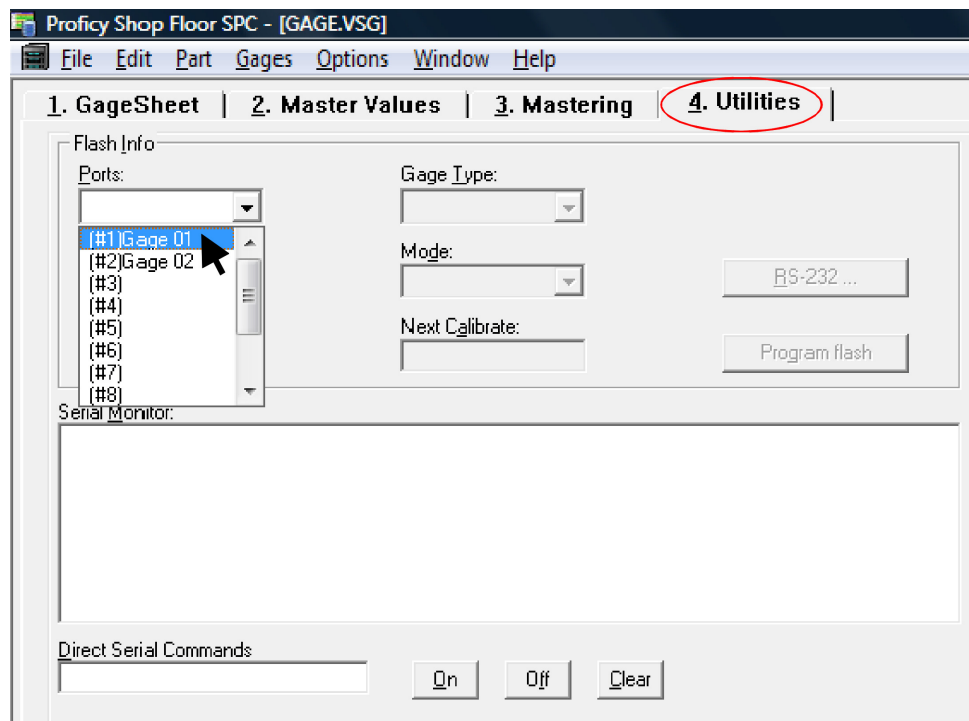 Proficy Shop Floor SPC - [GAGE.VSG]
File Edit Part Gages Options Window Help
1. GageSheet | 2. Master Values | 3. Mastering 4. Utilities
Flash Info
Ports: Gage Type:
(#1)Gage 01
(#2)Gage 02
Mode:
(#3)
RS-232 ...
(#4)
(#5)
Next Calibrate:
(#6)
Program flash
(#7)
(#8)
Serial Monitor:
Direct Serial Commands
On Off Clear